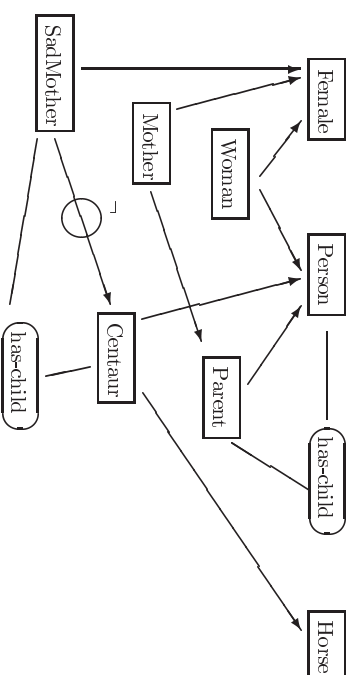 Female
Person
has-child
Horse
Woman
Parent
Mother
¬
Centaur
SadMother
has-child